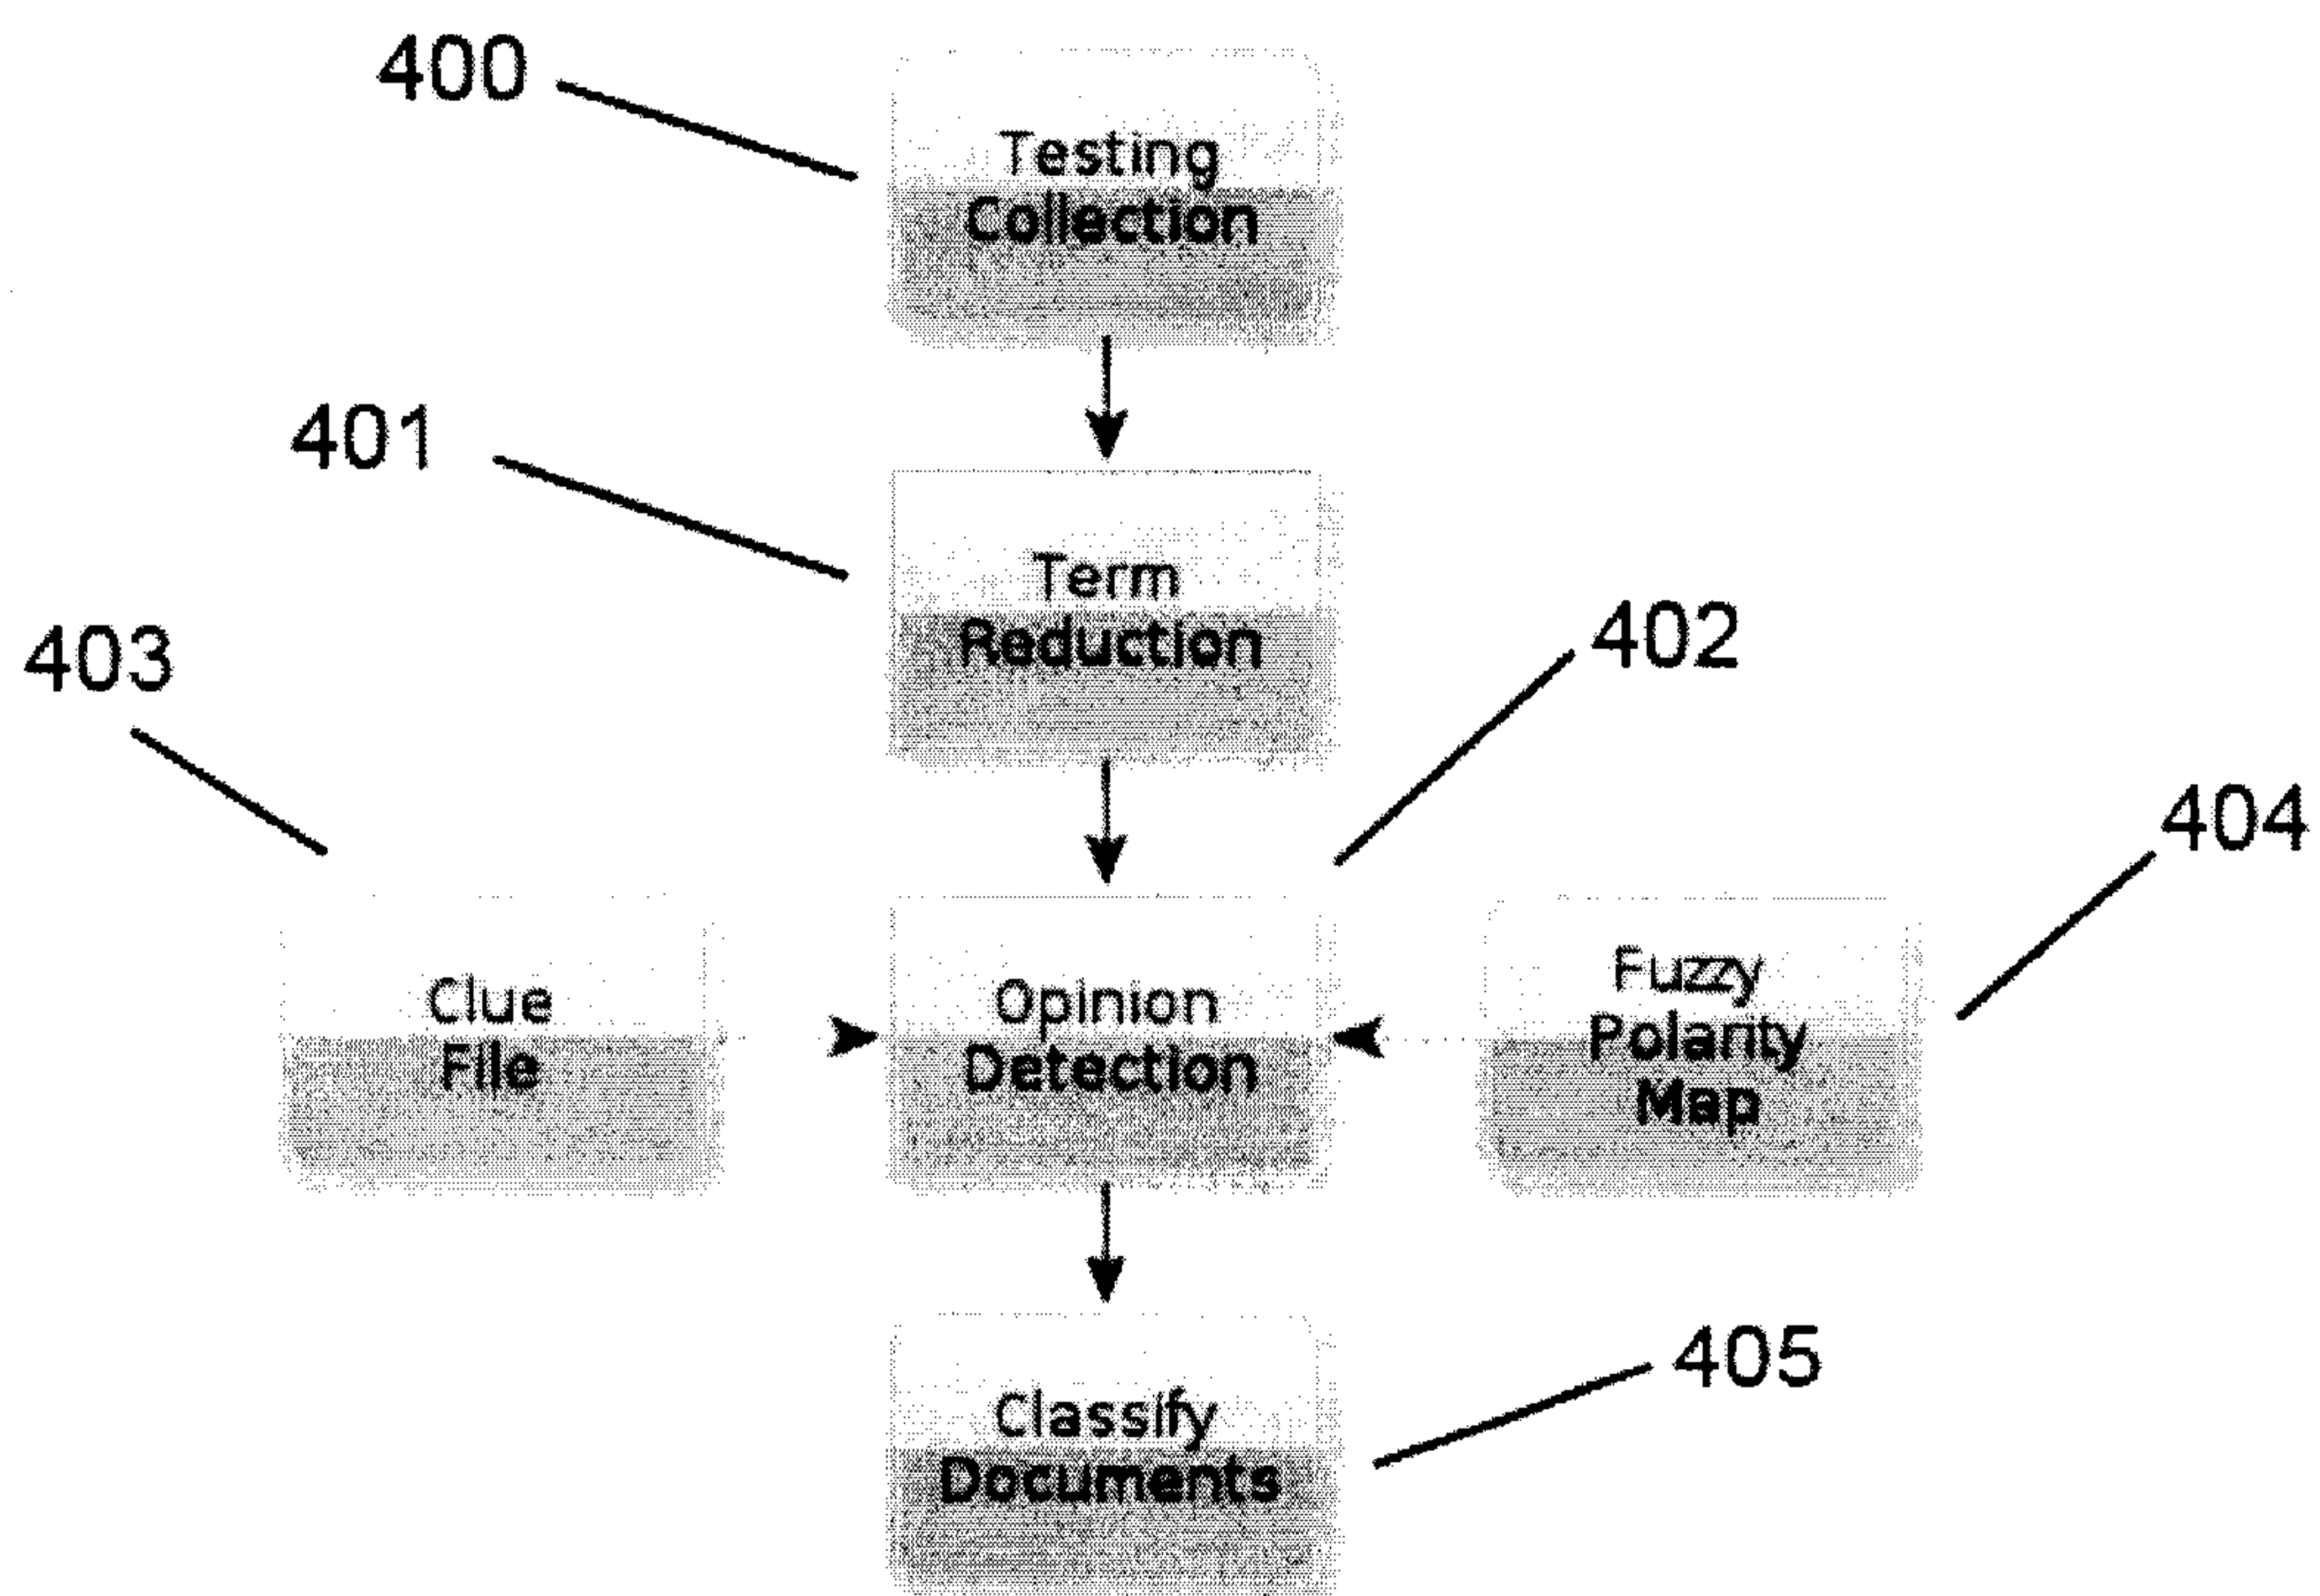 400
Testing
Collection
401
Term
Reduction
402
403
404
Clue
File
Opinion
Detection
Fuzzy
Polarity
Map
405
Classify
Documents